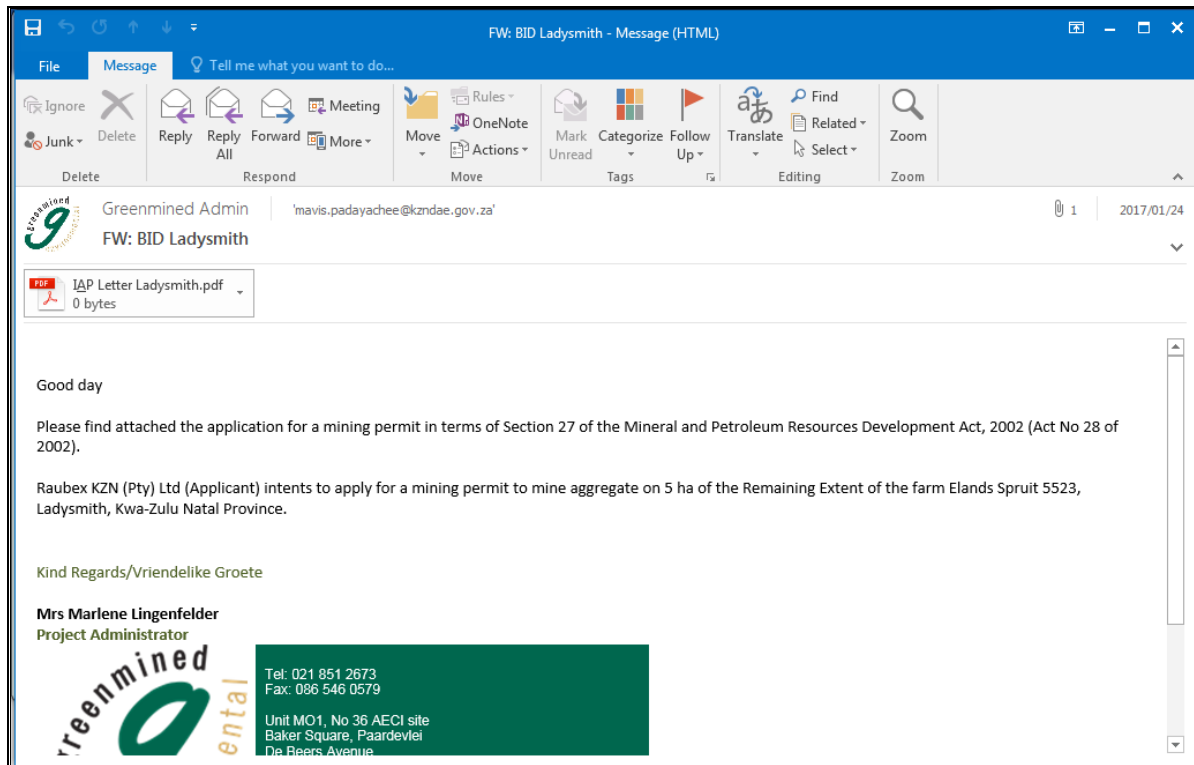 FW: BID Ladysmith - Message (HTML)
File Message Tell me what you want to do...
Ignore
Junk
Delete
Reply
Reply All
Forward
Meeting
More
Move
Rules
OneNote
Actions
Mark Unread
Categorize
Follow Up
Translate
Find
Related
Select
Zoom
Delete Respond Move Tags Editing Zoom
greenmined
Greenmined Admin 'mavis.padayachee@kzndae.gov.za' 1 2017/01/24
FW: BID Ladysmith
PDF
IAP Letter Ladysmith.pdf
0 bytes
Good day
Please find attached the application for a mining permit in terms of Section 27 of the Mineral and Petroleum Resources Development Act, 2002 (Act No 28 of
2002).
Raubex KZN (Pty) Ltd (Applicant) intents to apply for a mining permit to mine aggregate on 5 ha of the Remaining Extent of the farm Elands Spruit 5523,
Ladysmith, Kwa-Zulu Natal Province.
Kind Regards/Vriendelike Groete
Mrs Marlene Lingenfelder
Project Administrator
greenmined
ental
Tel: 021 851 2673
Fax: 086 546 0579
Unit MO1, No 36 AECI site
Baker Square, Paardevlei
De Beers Avenue